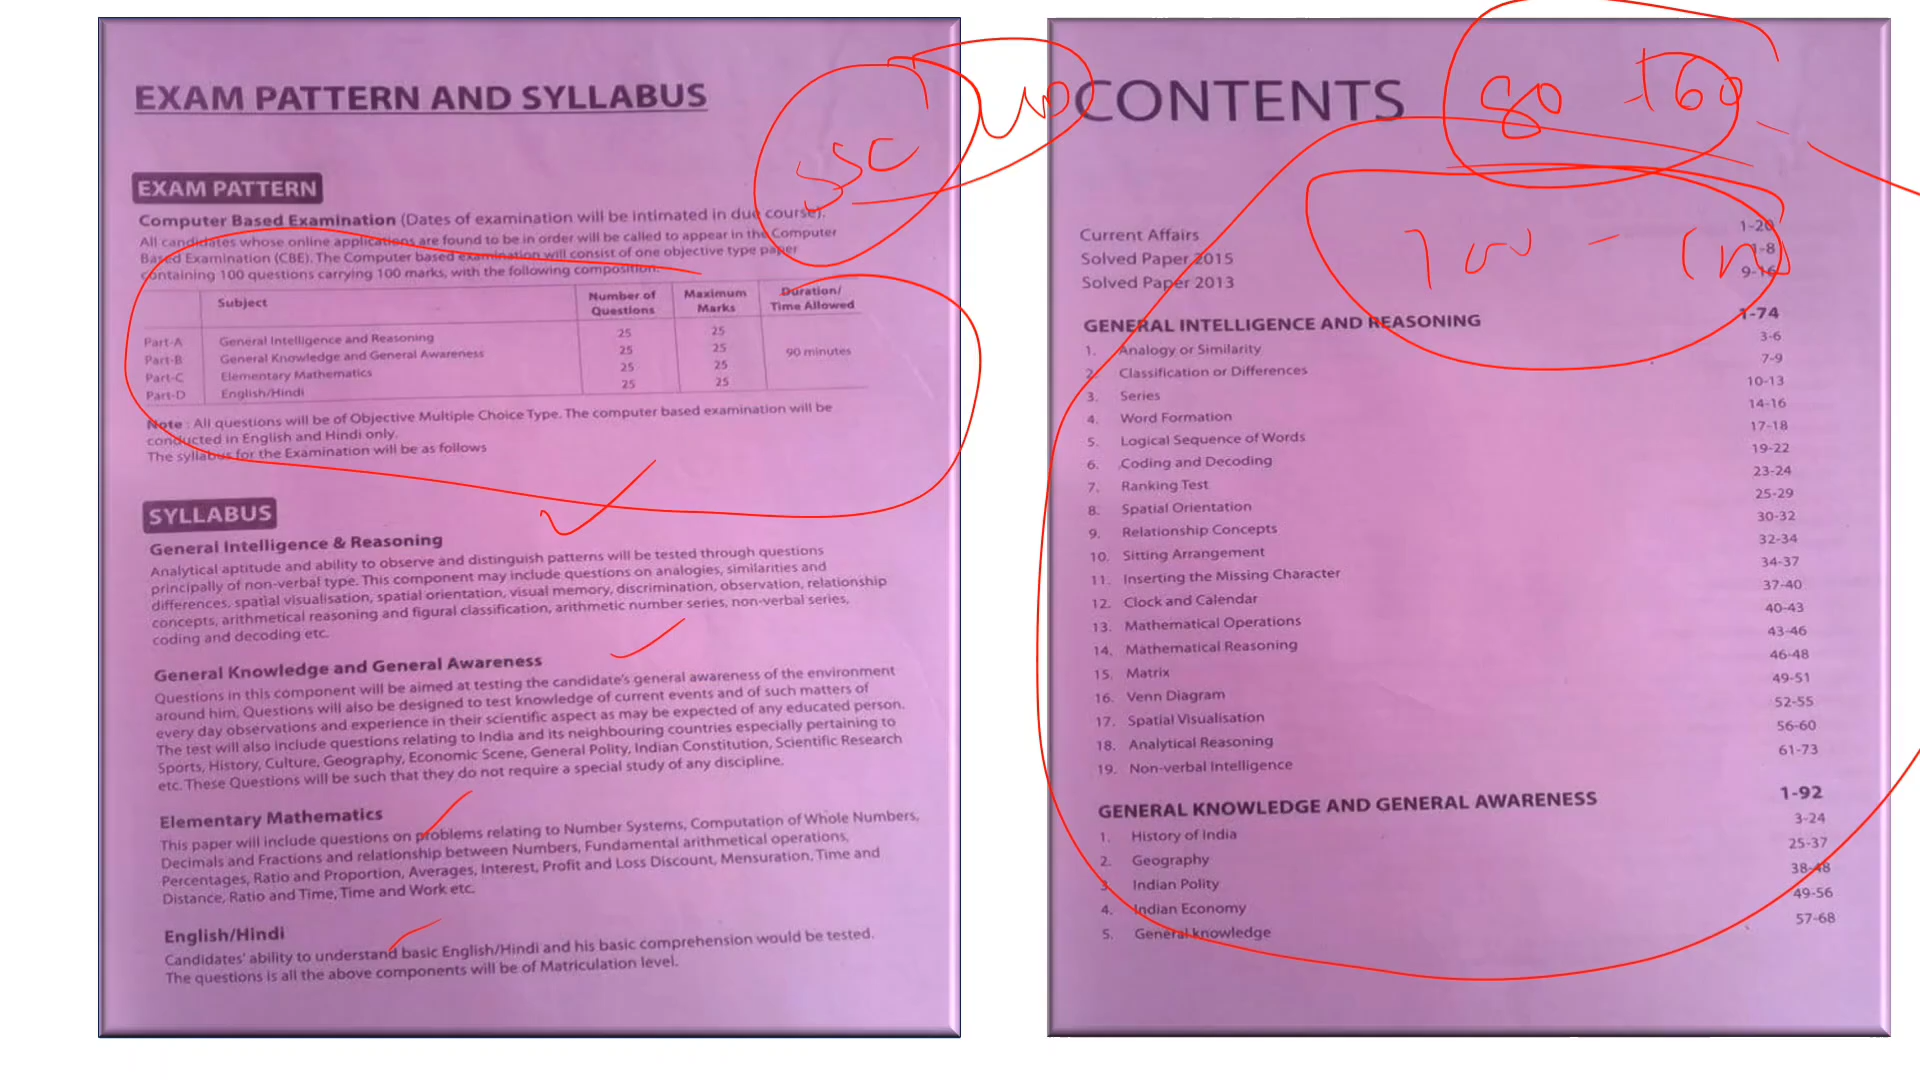 EXAM PATTERN AND SYLLABUS
EXAM PATTERN
Computer Based Examination (Dates of examination will be intimated in due course).
All candidates whose online applications are found to be in order will be called to appear in the Computer
Based Examination (CBE). The Computer based examination will consist of one objective type paper
containing 100 questions carrying 100 marks, with the following composition.
Subject Number of Questions Maximum Marks Duration/ Time Allowed
Part-A General Intelligence and Reasoning 25 25
Part-B General Knowledge and General Awareness 25 25 90 minutes
Part-C Elementary Mathematics 25 25
Part-D English/Hindi 25 25
Note : All questions will be of Objective Multiple Choice Type. The computer based examination will be
conducted in English and Hindi only.
The syllabus for the Examination will be as follows
SYLLABUS
General Intelligence & Reasoning
Analytical aptitude and ability to observe and distinguish patterns will be tested through questions
principally of non-verbal type. This component may include questions on analogies, similarities and
differences, spatial visualisation, spatial orientation, visual memory, discrimination, observation, relationship
concepts, arithmetical reasoning and figural classification, arithmetic number series, non-verbal series,
coding and decoding etc.
General Knowledge and General Awareness
Questions in this component will be aimed at testing the candidate's general awareness of the environment
around him, Questions will also be designed to test knowledge of current events and of such matters of
every day observations and experience in their scientific aspect as may be expected of any educated person.
The test will also include questions relating to India and its neighbouring countries especially pertaining to
Sports, History, Culture, Geography, Economic Scene, General Polity, Indian Constitution, Scientific Research
etc. These Questions will be such that they do not require a special study of any discipline.
Elementary Mathematics
This paper will include questions on problems relating to Number Systems, Computation of Whole Numbers,
Decimals and Fractions and relationship between Numbers, Fundamental arithmetical operations,
Percentages, Ratio and Proportion, Averages, Interest, Profit and Loss Discount, Mensuration, Time and
Distance, Ratio and Time, Time and Work etc.
English/Hindi
Candidates' ability to understand basic English/Hindi and his basic comprehension would be tested.
The questions is all the above components will be of Matriculation level.
SSC
CONTENTS
80
Current Affairs 1-20
Solved Paper 2015 1-8
Solved Paper 2013 9-16
GENERAL INTELLIGENCE AND REASONING 1-74
1. Analogy or Similarity 3-6
2. Classification or Differences 7-9
3. Series 10-13
4. Word Formation 14-16
5. Logical Sequence of Words 17-18
6. Coding and Decoding 19-22
7. Ranking Test 23-24
8. Spatial Orientation 25-29
9. Relationship Concepts 30-32
10. Sitting Arrangement 32-34
11. Inserting the Missing Character 34-37
12. Clock and Calendar 37-40
13. Mathematical Operations 40-43
14. Mathematical Reasoning 43-46
15. Matrix 46-48
16. Venn Diagram 49-51
17. Spatial Visualisation 52-55
18. Analytical Reasoning 56-60
19. Non-verbal Intelligence 61-73
GENERAL KNOWLEDGE AND GENERAL AWARENESS 1-92
1. History of India 3-24
2. Geography 25-37
3. Indian Polity 38-48
4. Indian Economy 49-56
5. General knowledge 57-68